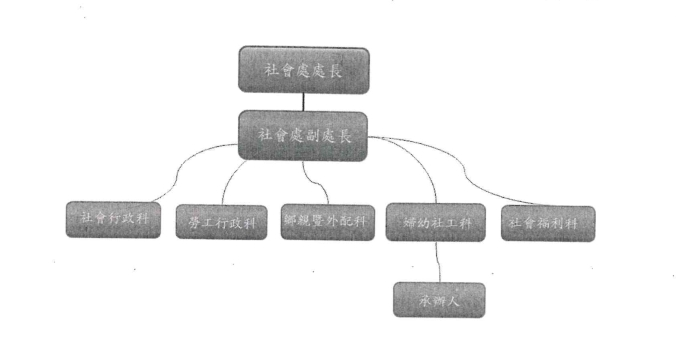 社會處處長
社會處副處長
社會行政科
勞工行政科
鄉親暨外配科
婦幼社工科
社會福利科
承辦人